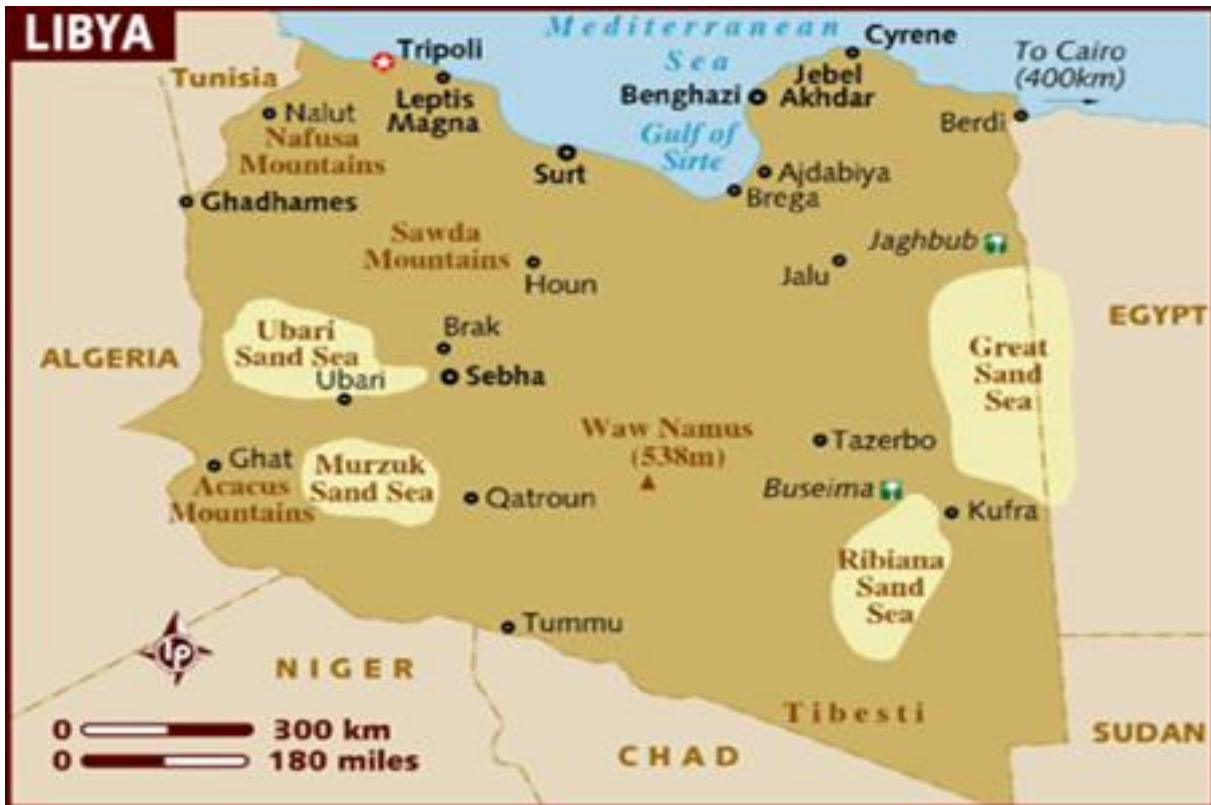 LIBYA
Mediterranean
Sea
Cyrene
To Cairo
(400km)
Tripoli
Tunisia
Leptis
Magna
Benghazi
Jebel
Akhdar
Nalut
Nafusa
Mountains
Gulf of
Sirte
Berdi
Surt
Ajdabiya
Brega
Ghadhames
Sawda
Mountains
Houn
Jaghbub
Jalu
EGYPT
Ubari
Sand Sea
Ubari
Brak
Sebha
ALGERIA
Great
Sand
Sea
Waw Namus
(538m)
Tazerbo
Ghat
Acacus
Mountains
Murzuk
Sand Sea
Qatroun
Buseima
Kufra
Ribiana
Sand
Sea
Tummu
lp
NIGER
Tibesti
CHAD
SUDAN
0 300 km
0 180 miles